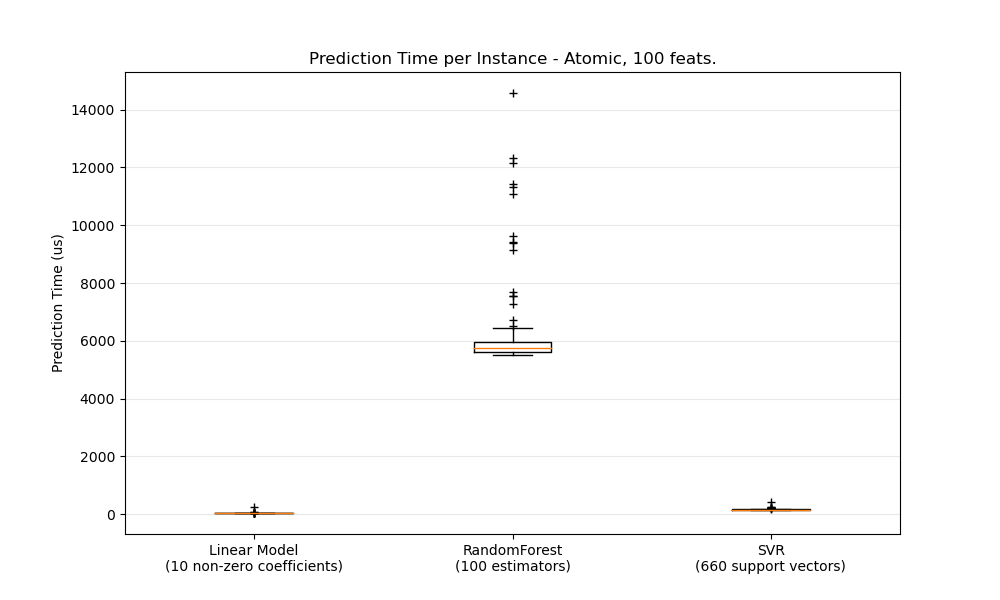 Prediction Time per Instance - Atomic, 100 feats.
Prediction Time (us)
14000
12000
10000
8000
6000
4000
2000
0
Linear Model
(10 non-zero coefficients)
RandomForest
(100 estimators)
SVR
(660 support vectors)